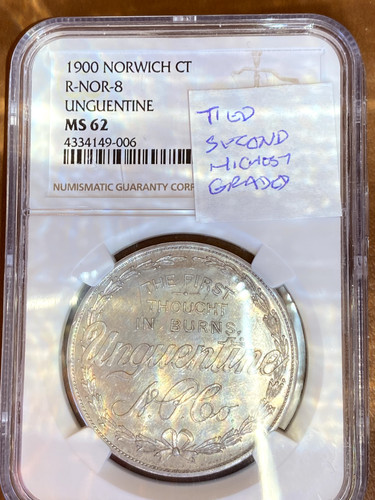 1900 NORWICH CT
R-NOR-8
UNGUENTINE
MS 62
4334149-006
NUMISMATIC GUARANTY CORP
TIED
SECOND
HIGHEST
GRADED
THE FIRST
THOUGHT
IN BURNS.
Unguentine
N P Co